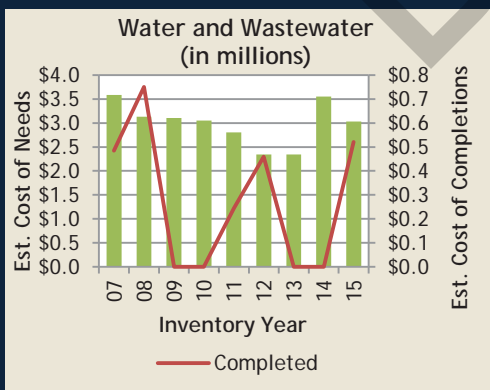 Water and Wastewater
(in millions)
Est. Cost of Needs
$4.0
$3.5
$3.0
$2.5
$2.0
$1.5
$1.0
$0.5
$0.0
$0.8
$0.7
$0.6
$0.5
$0.4
$0.3
$0.2
$0.1
$0.0
Est. Cost of Completions
07 08 09 10 11 12 13 14 15
Inventory Year
Completed